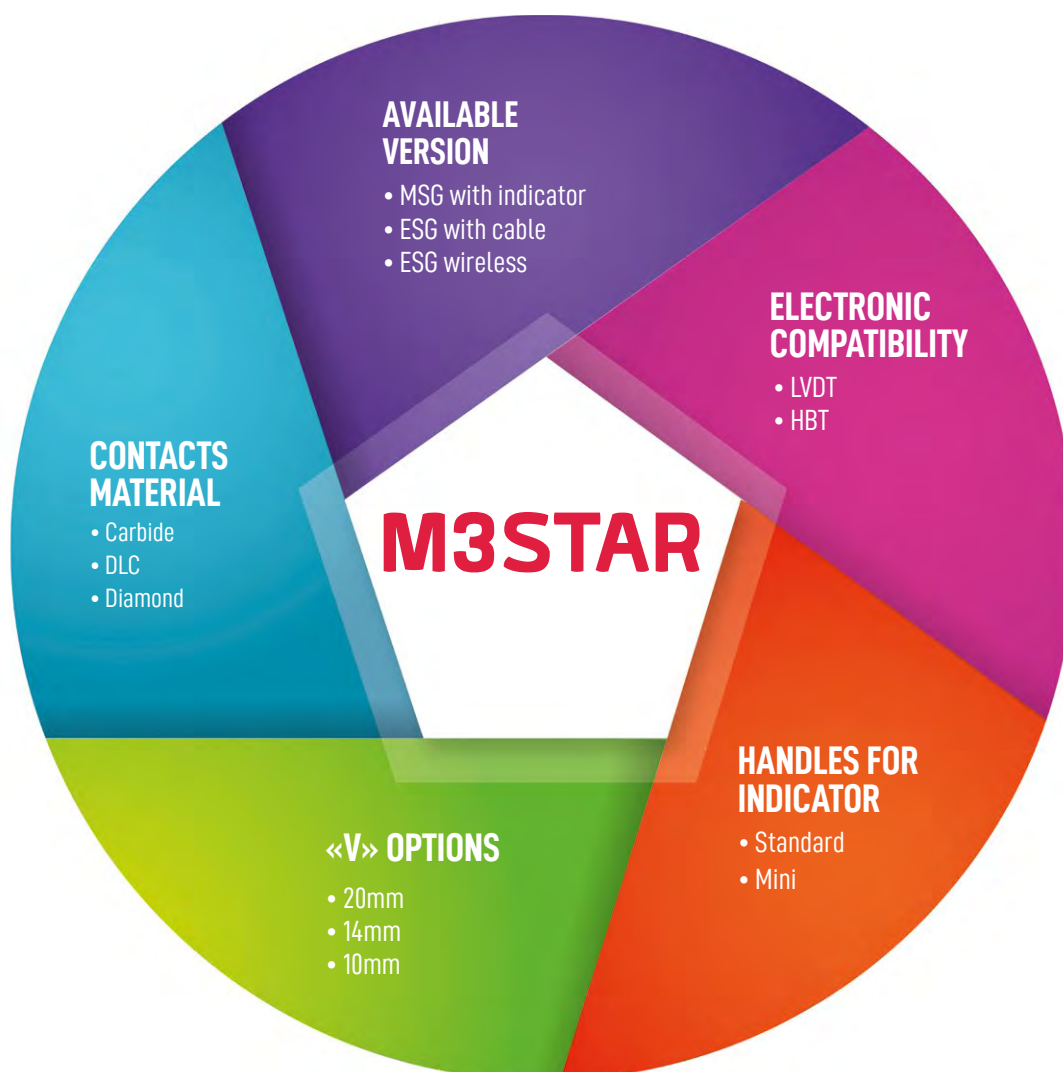 AVAILABLE
VERSION
• MSG with indicator
• ESG with cable
• ESG wireless
ELECTRONIC
COMPATIBILITY
• LVDT
• HBT
CONTACTS
MATERIAL
• Carbide
• DLC
• Diamond
M3STAR
HANDLES FOR
INDICATOR
• Standard
• Mini
«V» OPTIONS
• 20mm
• 14mm
• 10mm